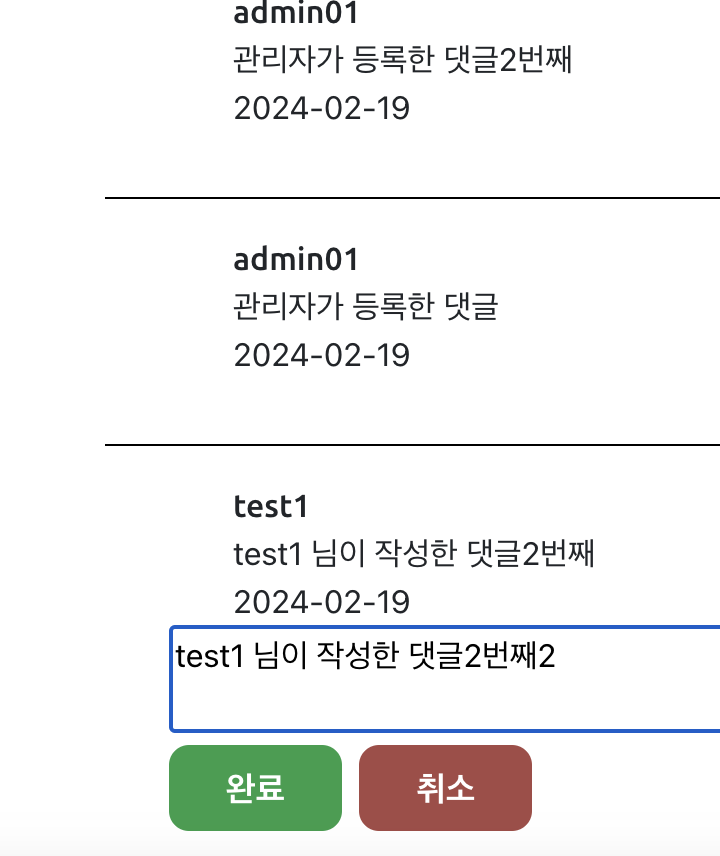 admin01
관리자가 등록한 댓글2번째
2024-02-19
admin01
관리자가 등록한 댓글
2024-02-19
test1
test1 님이 작성한 댓글2번째
2024-02-19
test1 님이 작성한 댓글2번째2
완료 취소